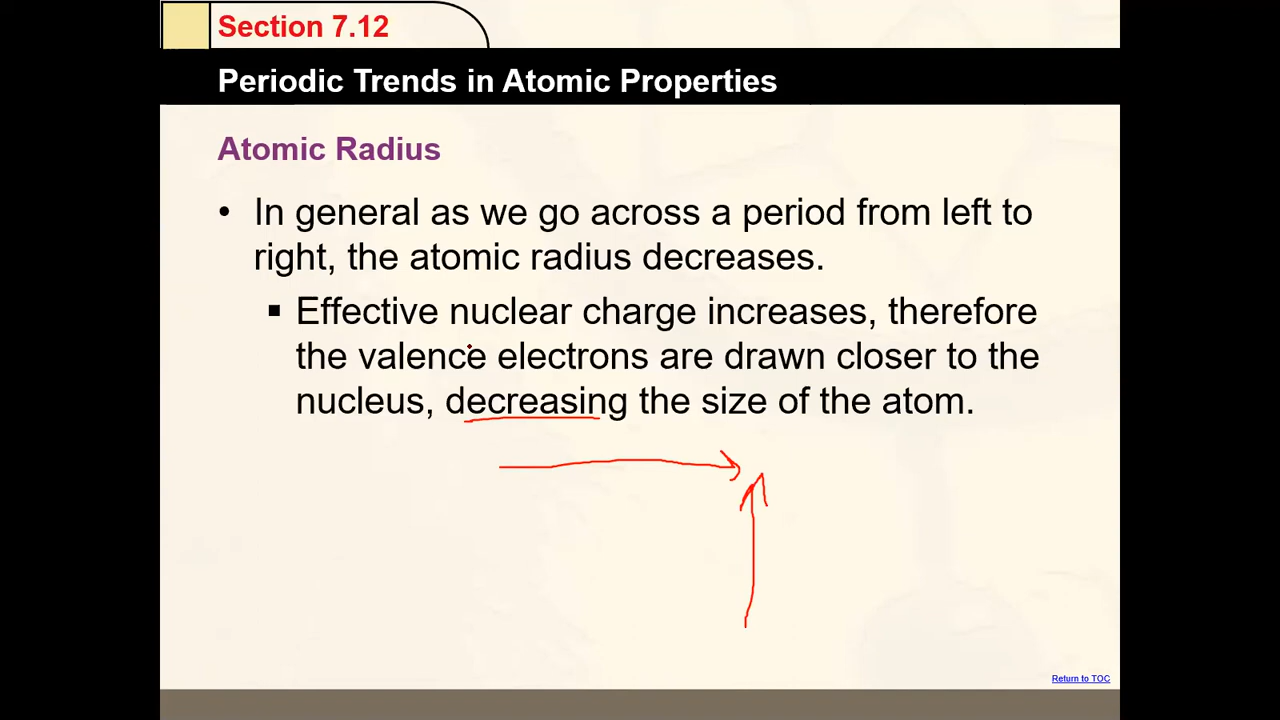 Section 7.12
Periodic Trends in Atomic Properties
Atomic Radius
• In general as we go across a period from left to
right, the atomic radius decreases.
▪ Effective nuclear charge increases, therefore
the valence electrons are drawn closer to the
nucleus, decreasing the size of the atom.
Return to TOC